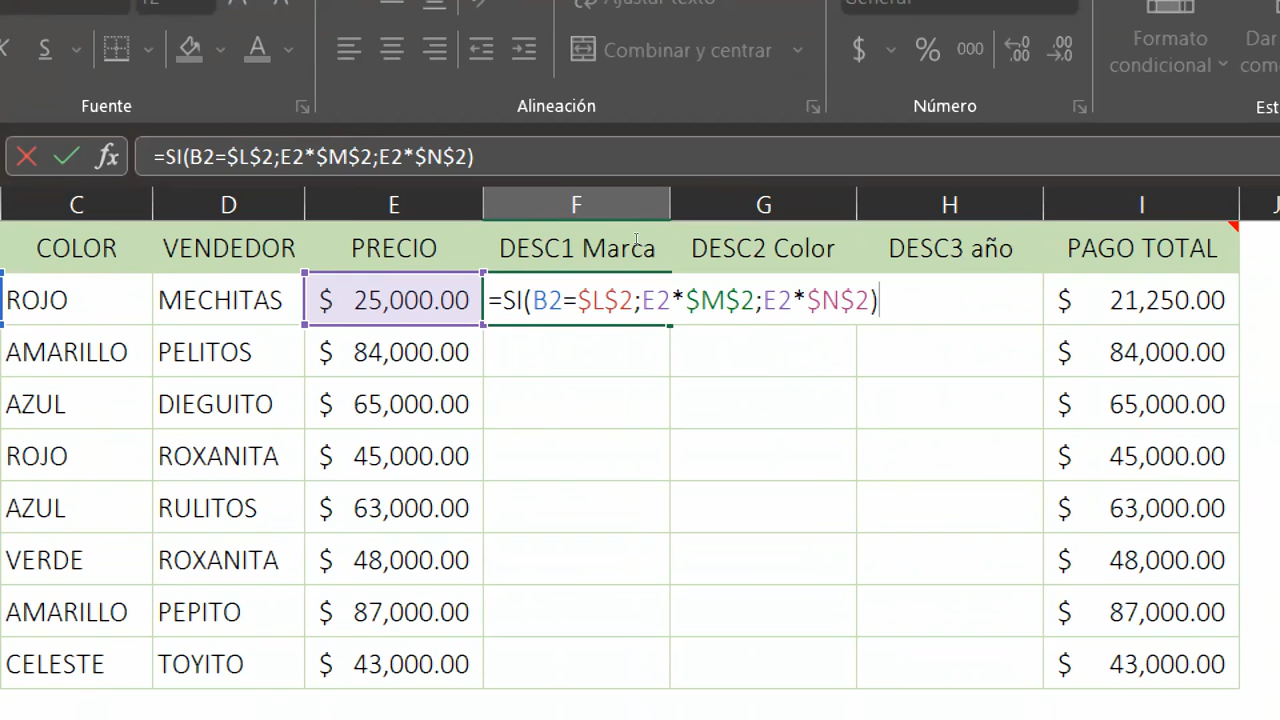 Ajustar texto General
S A Combinar y centrar $ % 000 Formato condicional
Fuente Alineación Número
fx =SI(B2=$L$2;E2*$M$2;E2*$N$2)
C D E F G H I
COLOR VENDEDOR PRECIO DESC1 Marca DESC2 Color DESC3 año PAGO TOTAL
ROJO MECHITAS $ 25,000.00 =SI(B2=$L$2;E2*$M$2;E2*$N$2) $ 21,250.00
AMARILLO PELITOS $ 84,000.00 $ 84,000.00
AZUL DIEGUITO $ 65,000.00 $ 65,000.00
ROJO ROXANITA $ 45,000.00 $ 45,000.00
AZUL RULITOS $ 63,000.00 $ 63,000.00
VERDE ROXANITA $ 48,000.00 $ 48,000.00
AMARILLO PEPITO $ 87,000.00 $ 87,000.00
CELESTE TOYITO $ 43,000.00 $ 43,000.00